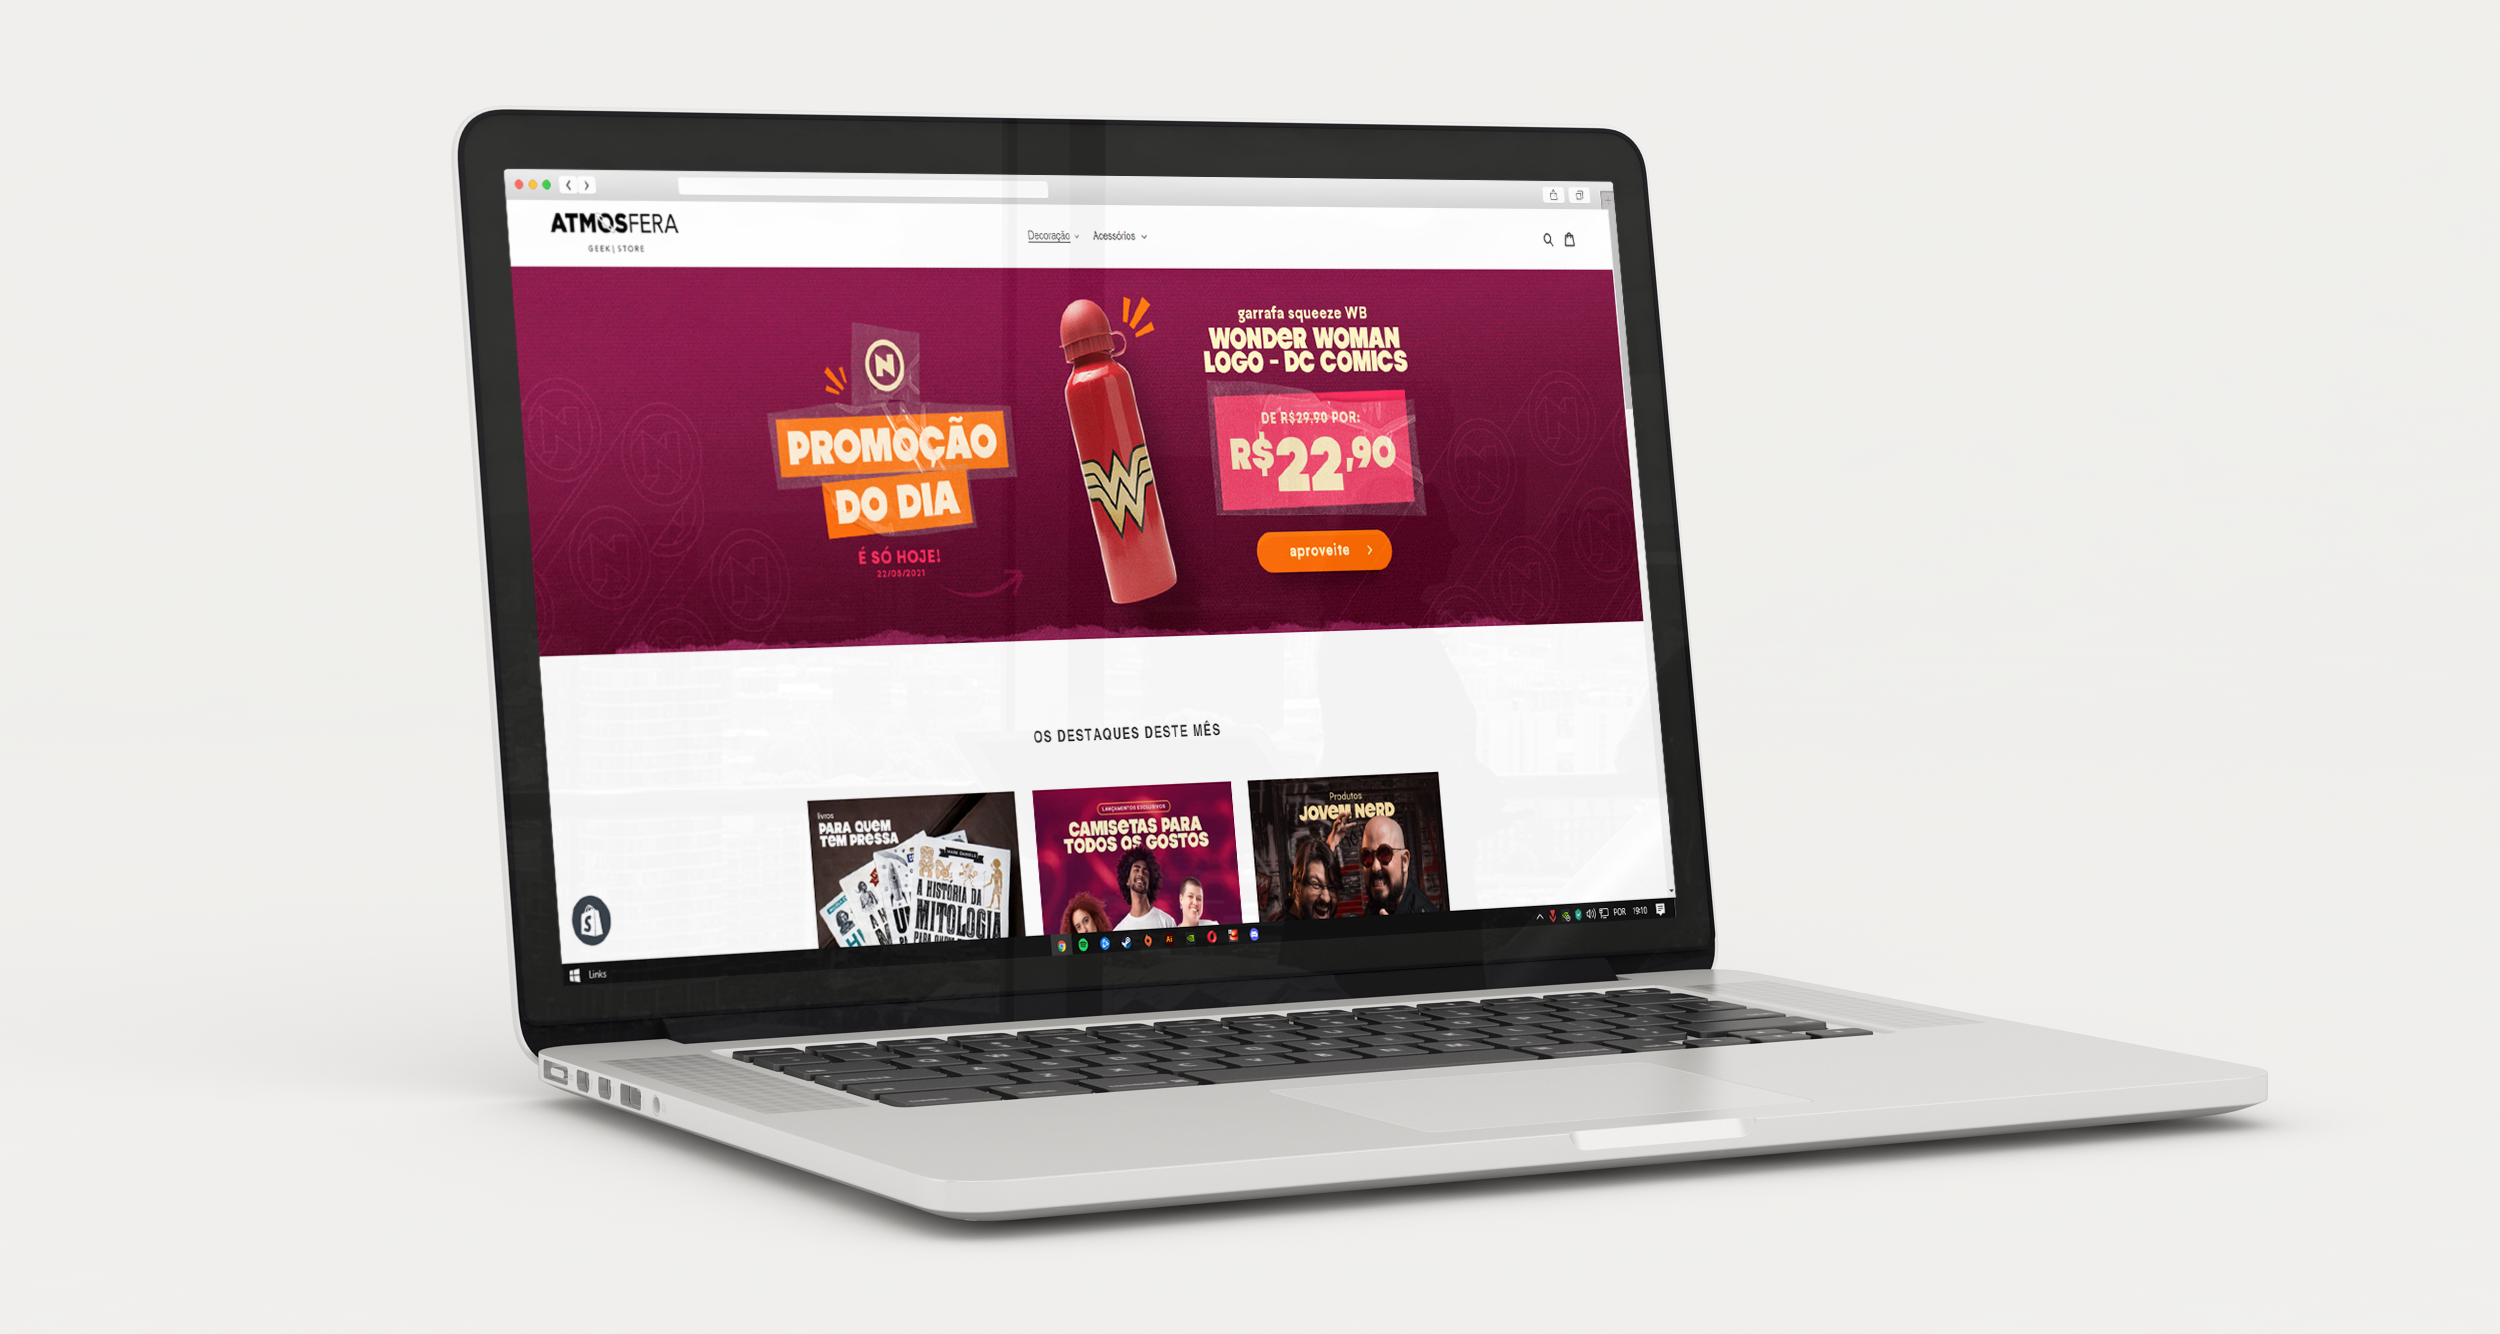 ATMOSFERA
GEEK | STORE
Decoração
Acessórios
N
PROMOÇÃO
DO DIA
É SÓ HOJE!
22/05/2021
garrafa squeeze WB
WONDER WOMAN
LOGO - DC COMICS
DE R$29,90 POR:
R$22,90
aproveite
OS DESTAQUES DESTE MÊS
livros
PARA QUEM
TEM PRESSA
A HISTÓRIA DA
MITOLOGIA
LANÇAMENTOS EXCLUSIVOS
CAMISETAS PARA
TODOS OS GOSTOS
Produtos
JOVEM NERD
S
Links
Ai
POR
19:10